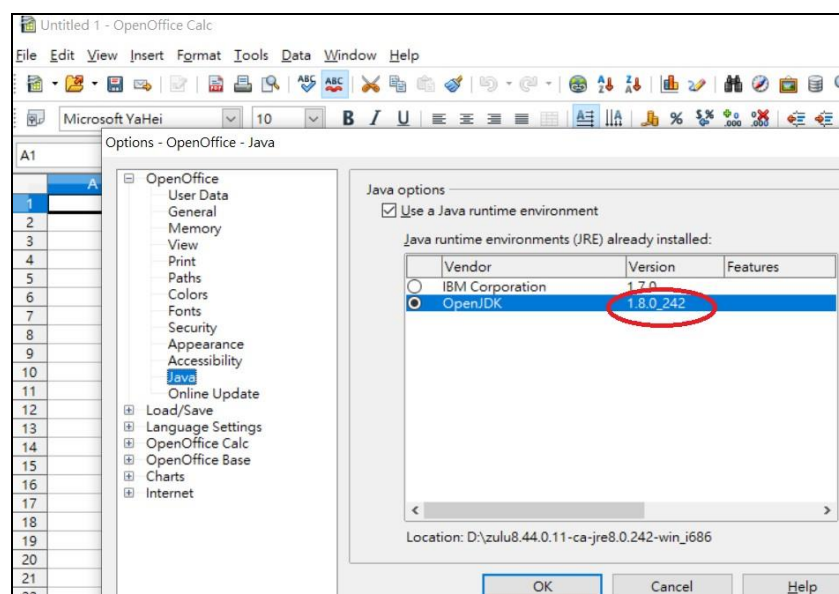 Untitled 1 - OpenOffice Calc
File Edit View Insert Format Tools Data Window Help
Microsoft YaHei 10
A1
Options - OpenOffice - Java
A
1
2
3
4
5
6
7
8
9
10
11
12
13
14
15
16
17
18
19
20
21
OpenOffice
User Data
General
Memory
View
Print
Paths
Colors
Fonts
Security
Appearance
Accessibility
Java
Online Update
Load/Save
Language Settings
OpenOffice Calc
OpenOffice Base
Charts
Internet
Java options
Use a Java runtime environment
Java runtime environments (JRE) already installed:
Vendor Version Features
IBM Corporation 1.7.0
OpenJDK 1.8.0_242
Location: D:\zulu8.44.0.11-ca-jre8.0.242-win_i686
OK Cancel Help